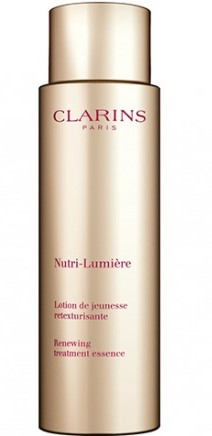 CLARINS
PARIS
Nutri-Lumière
Lotion de jeunesse
retexturisante
Renewing
treatment essence